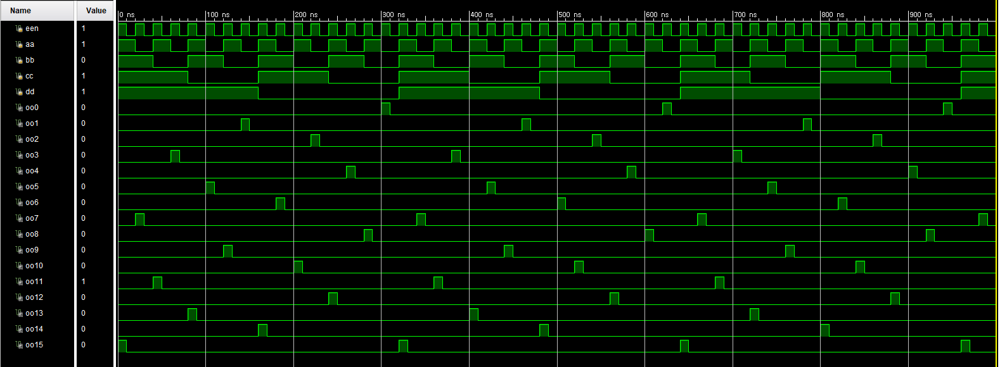 Name Value
0 ns 100 ns 200 ns 300 ns 400 ns 500 ns 600 ns 700 ns 800 ns 900 ns
een 1
aa 1
bb 0
cc 1
dd 1
oo0 0
oo1 0
oo2 0
oo3 0
oo4 0
oo5 0
oo6 0
oo7 0
oo8 0
oo9 0
oo10 0
oo11 1
oo12 0
oo13 0
oo14 0
oo15 0